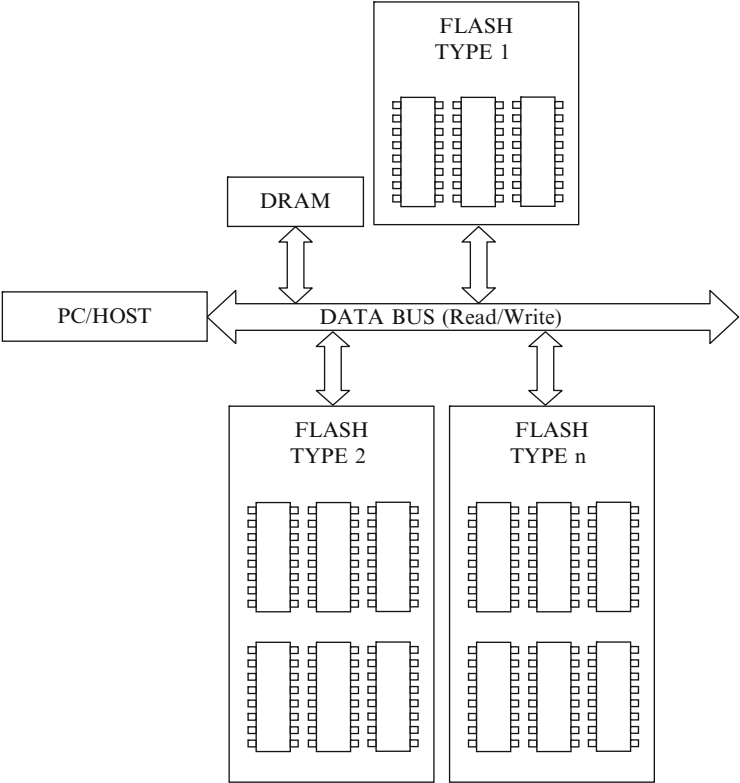 FLASH
TYPE 1
DRAM
PC/HOST
DATA BUS (Read/Write)
FLASH
TYPE 2
FLASH
TYPE n